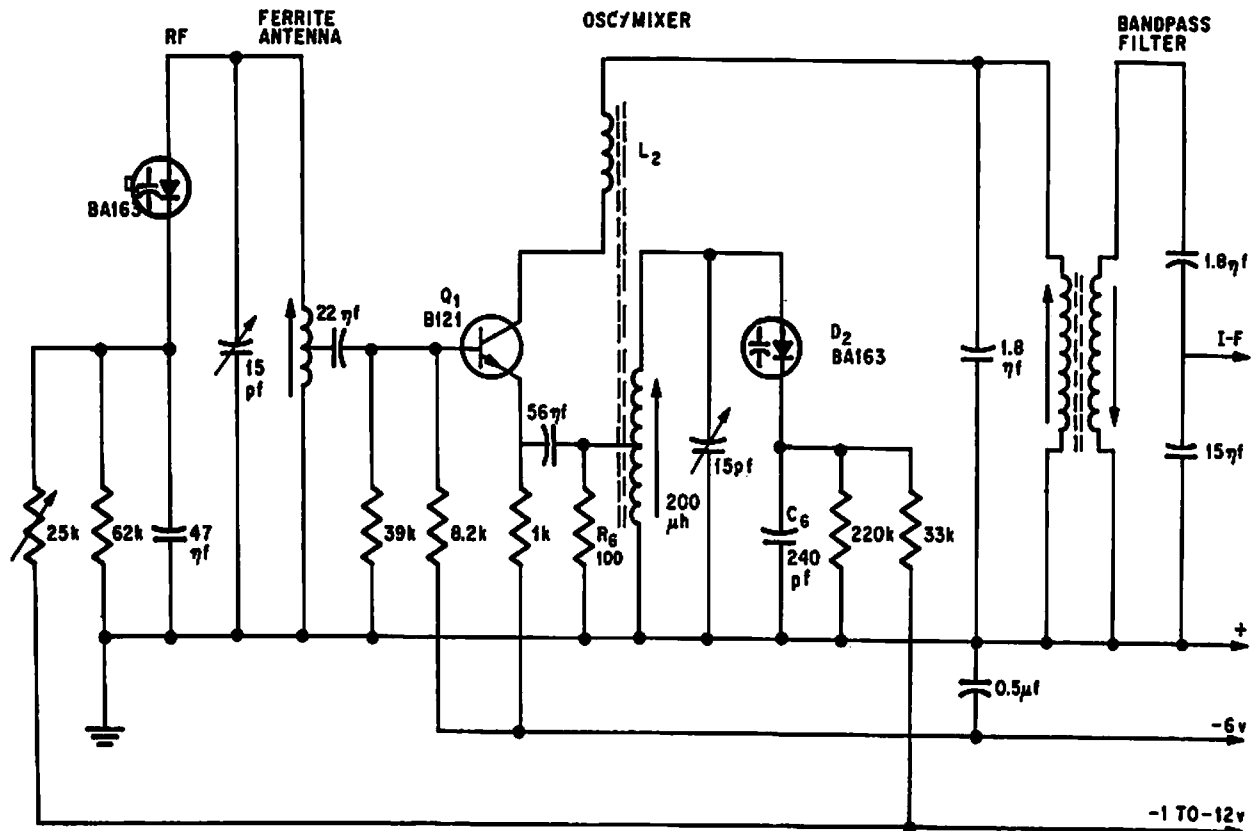 RF
FERRITE
ANTENNA
OSC/MIXER
BANDPASS
FILTER
L2
BA163
Q1
B121
22 ηf
15
pf
D2
BA163
1.8ηf
I-F
1.8
ηf
56ηf
15pf
15ηf
25k
62k
47
ηf
39k
8.2k
1k
R6
100
200
μh
C6
240
pf
220k
33k
+
0.5μf
-6v
-1 TO -12v